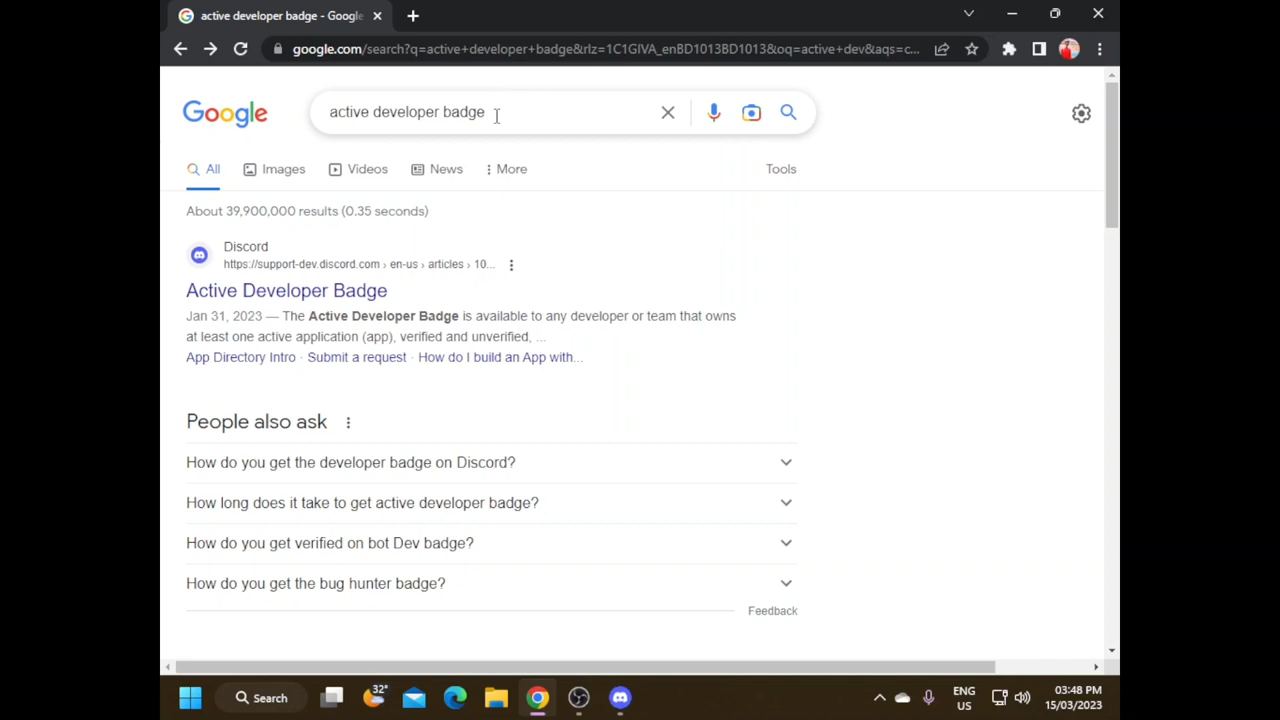 active developer badge - Google
google.com/search?q=active+developer+badge&rlz=1C1GIVA_enBD1013BD1013&oq=active+dev&aqs=c...
Google
active developer badge
All Images Videos News More Tools
About 39,900,000 results (0.35 seconds)
Discord
https://support-dev.discord.com › en-us › articles › 10...
Active Developer Badge
Jan 31, 2023 — The Active Developer Badge is available to any developer or team that owns
at least one active application (app), verified and unverified, ...
App Directory Intro · Submit a request · How do I build an App with...
People also ask
How do you get the developer badge on Discord?
How long does it take to get active developer badge?
How do you get verified on bot Dev badge?
How do you get the bug hunter badge?
Feedback
Search 32° ENG 03:48 PM
US 15/03/2023